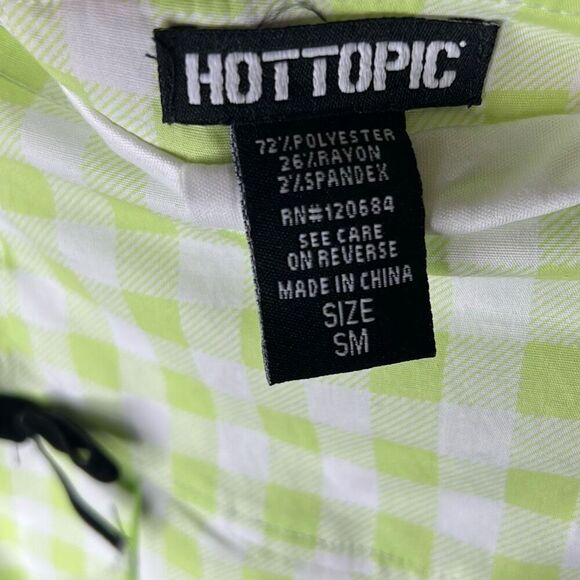 HOTTOPIC
72%POLYESTER
26%RAYON
2%SPANDEX
RN#120684
SEE CARE
ON REVERSE
MADE IN CHINA
SIZE
SM